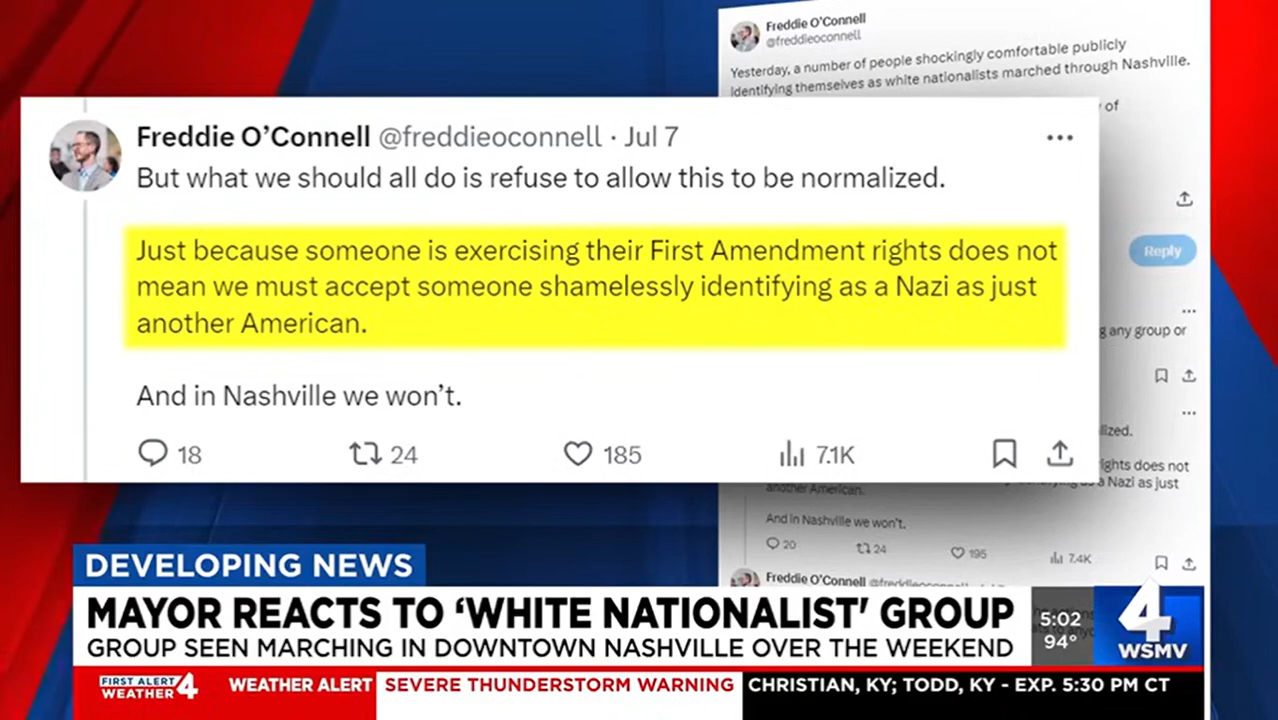 Freddie O'Connell
@freddieoconnell
Yesterday, a number of people shockingly comfortable publicly
identifying themselves as white nationalists marched through Nashville.
of
Freddie O'Connell @freddieoconnell · Jul 7
But what we should all do is refuse to allow this to be normalized.
Just because someone is exercising their First Amendment rights does not
mean we must accept someone shamelessly identifying as a Nazi as just
another American.
And in Nashville we won't.
18 24 185 7.1K
Reply
any group or
rights does not
a Nazi as just
another American.
And in Nashville we won't.
20 24 195 7.4K
Freddie O'Connell
DEVELOPING NEWS
MAYOR REACTS TO 'WHITE NATIONALIST' GROUP
GROUP SEEN MARCHING IN DOWNTOWN NASHVILLE OVER THE WEEKEND
5:02
94°
4
WSMV
FIRST ALERT
WEATHER 4
WEATHER ALERT SEVERE THUNDERSTORM WARNING CHRISTIAN, KY; TODD, KY - EXP. 5:30 PM CT